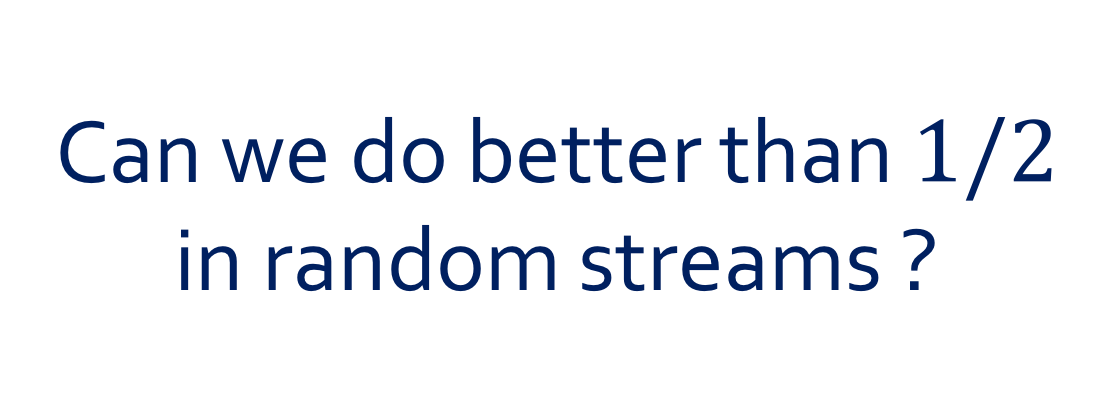 Can we do better than 1/2
in random streams ?